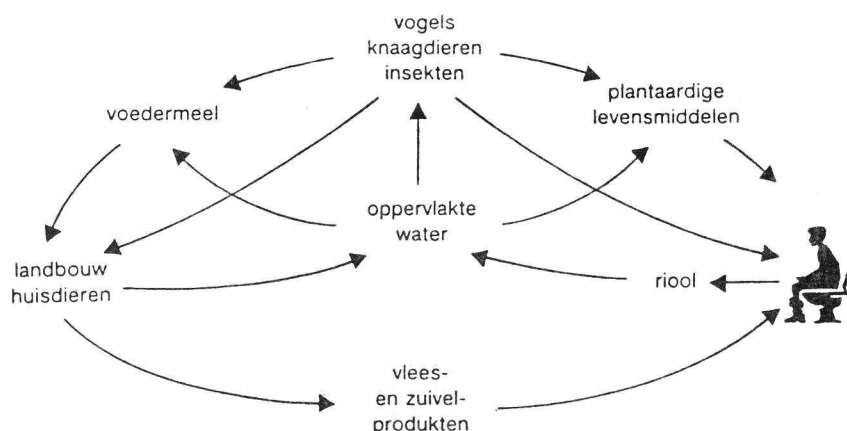 vogels
knaagdieren
insekten
voedermeel
plantaardige
levensmiddelen
oppervlakte
water
landbouw
huisdieren
riool
vlees-
en zuivel-
produkten